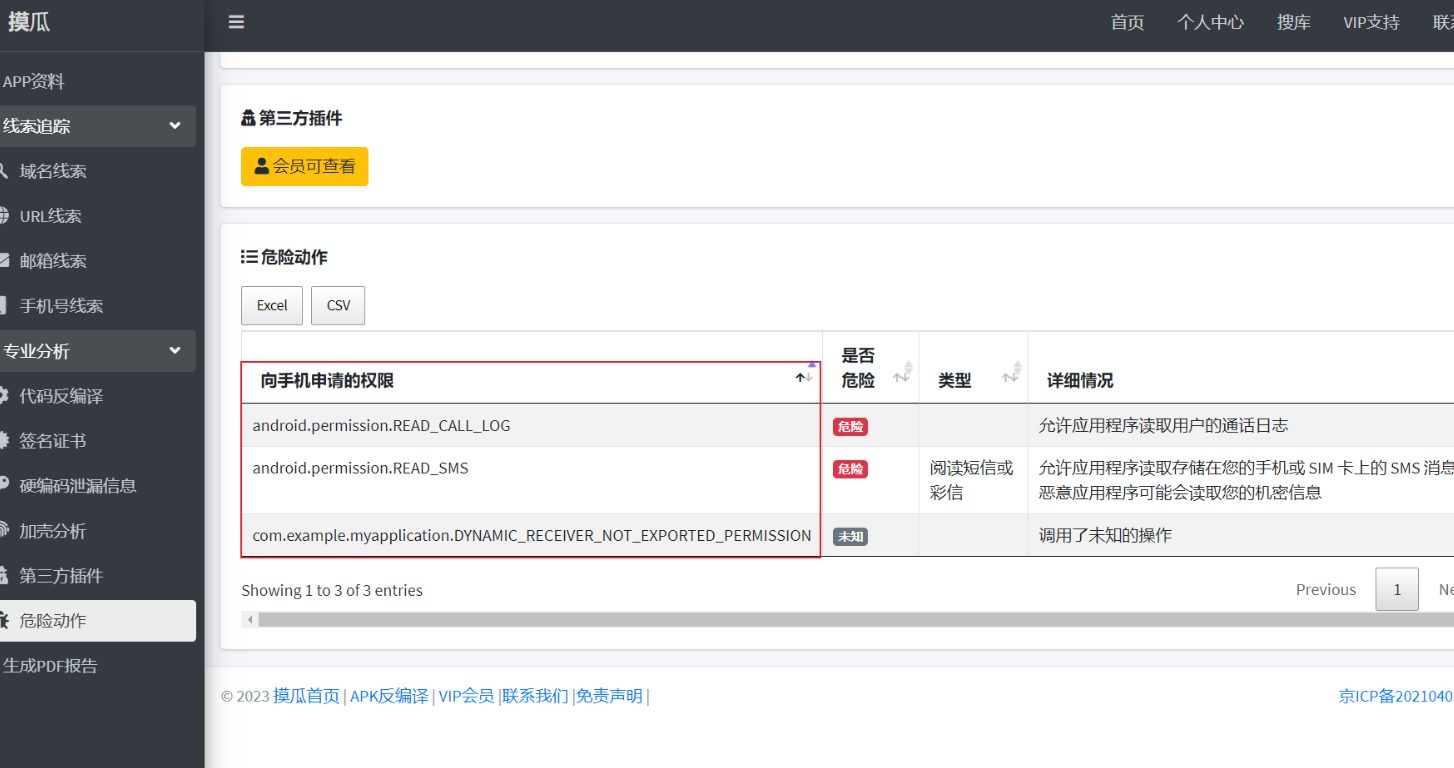 摸瓜
首页 个人中心 搜库 VIP支持
APP资料
线索追踪
域名线索
URL线索
邮箱线索
手机号线索
专业分析
代码反编译
签名证书
硬编码泄漏信息
加壳分析
第三方插件
危险动作
生成PDF报告
第三方插件
会员可查看
危险动作
Excel CSV
向手机申请的权限 是否危险 类型 详细情况
android.permission.READ_CALL_LOG 危险 允许应用程序读取用户的通话日志
android.permission.READ_SMS 危险 阅读短信或 允许应用程序读取存储在您的手机或 SIM 卡上的 SMS 消息
彩信 恶意应用程序可能会读取您的机密信息
com.example.myapplication.DYNAMIC_RECEIVER_NOT_EXPORTED_PERMISSION 未知 调用了未知的操作
Showing 1 to 3 of 3 entries
Previous 1
© 2023 摸瓜首页 | APK反编译 | VIP会员 |联系我们 |免责声明 |
京ICP备202104